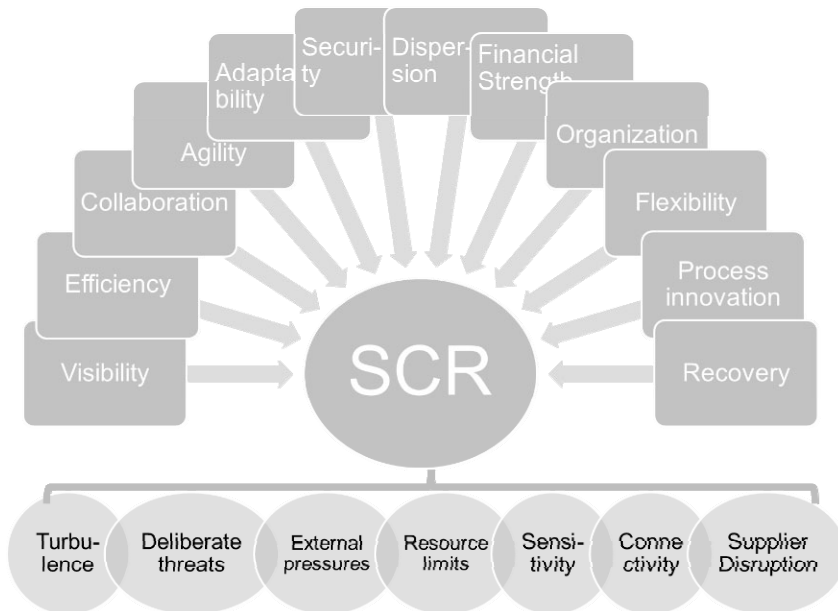 Securi-
ty
Disper-
sion
Financial
Strength
Adapta
bility
Organization
Agility
Flexibility
Collaboration
Process
innovation
Efficiency
Visibility
SCR
Recovery
Turbu-
lence
Deliberate
threats
External
pressures
Resource
limits
Sensi-
tivity
Conne
ctivity
Supplier
Disruption